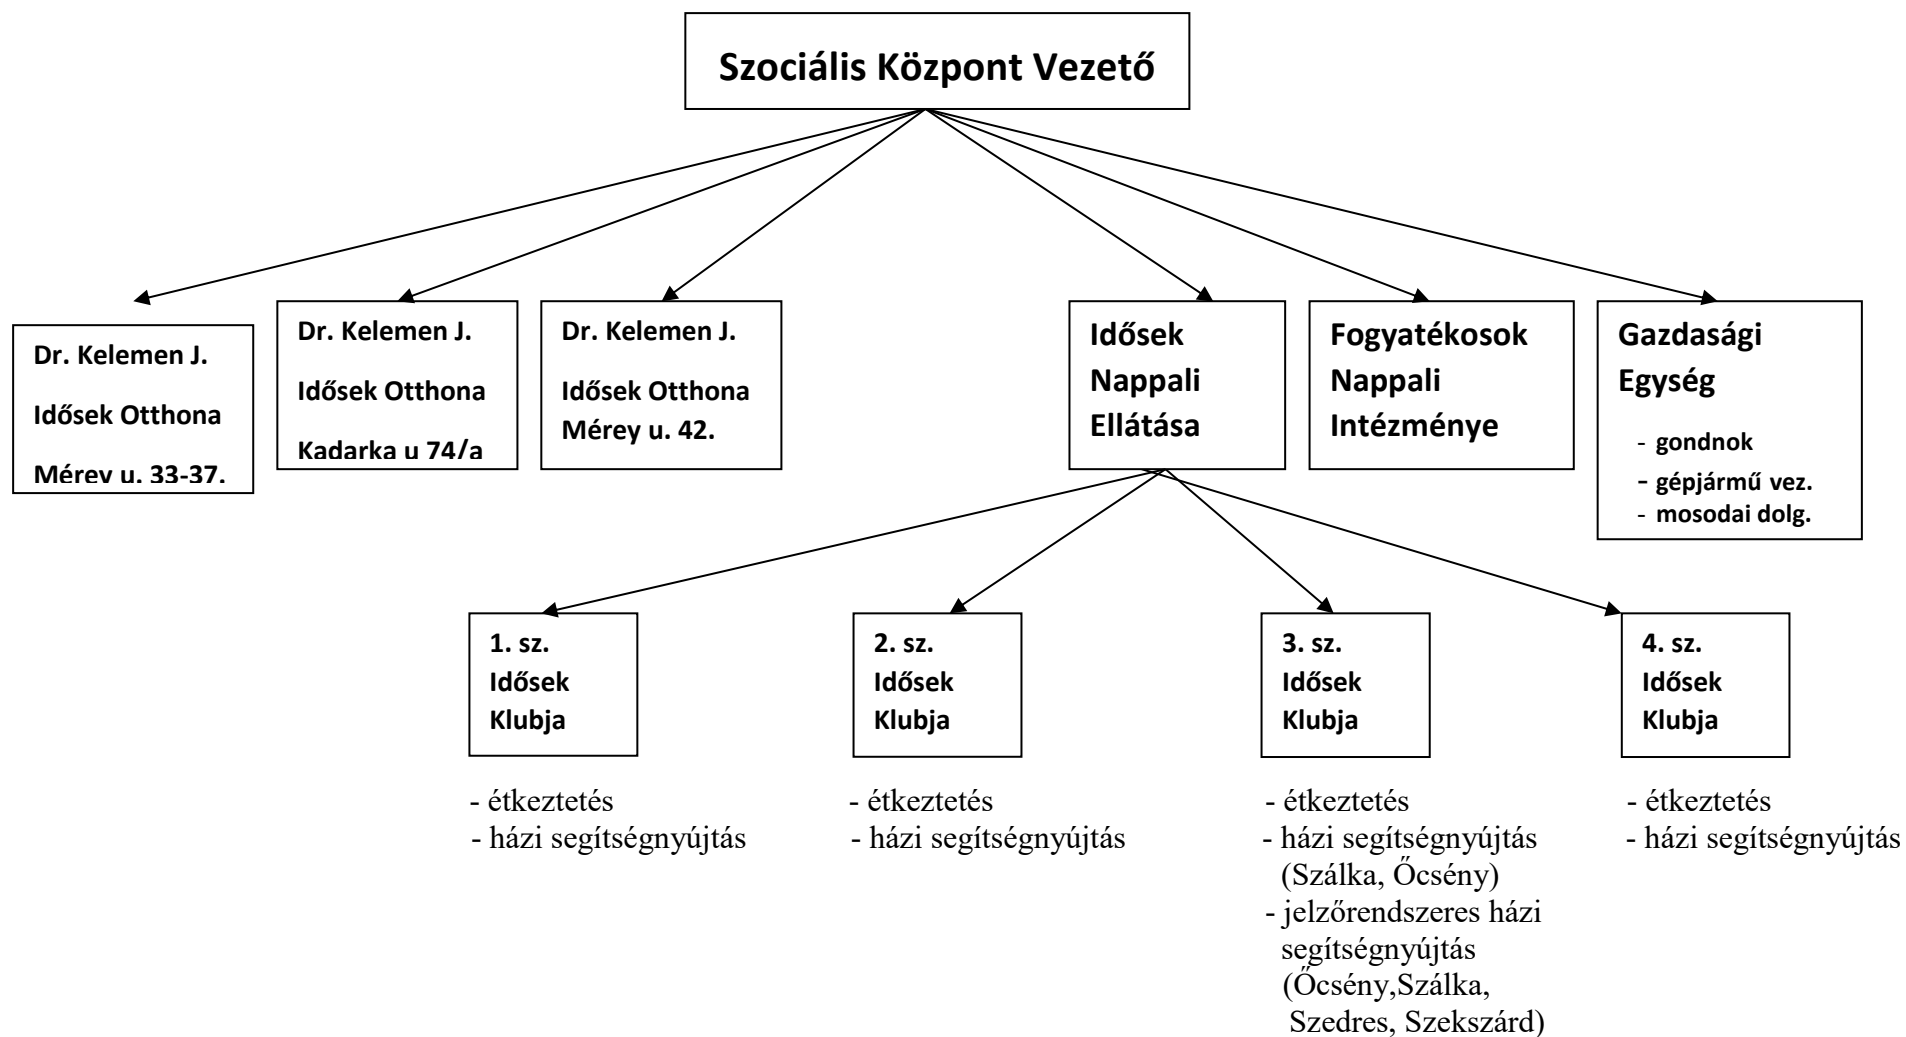 Szociális Központ Vezető
Dr. Kelemen J.
Idősek Otthona
Mérey u. 33-37.
Dr. Kelemen J.
Idősek Otthona
Kadarka u 74/a
Dr. Kelemen J.
Idősek Otthona
Mérey u. 42.
Idősek
Nappali
Ellátása
Fogyatékosok
Nappali
Intézménye
Gazdasági
Egység
- gondnok
- gépjármű vez.
- mosodai dolg.
1. sz.
Idősek
Klubja
- étkeztetés
- házi segítségnyújtás
2. sz.
Idősek
Klubja
- étkeztetés
- házi segítségnyújtás
3. sz.
Idősek
Klubja
- étkeztetés
- házi segítségnyújtás
(Szálka, Őcsény)
- jelzőrendszeres házi
segítségnyújtás
(Őcsény,Szálka,
Szedres, Szekszárd)
4. sz.
Idősek
Klubja
- étkeztetés
- házi segítségnyújtás